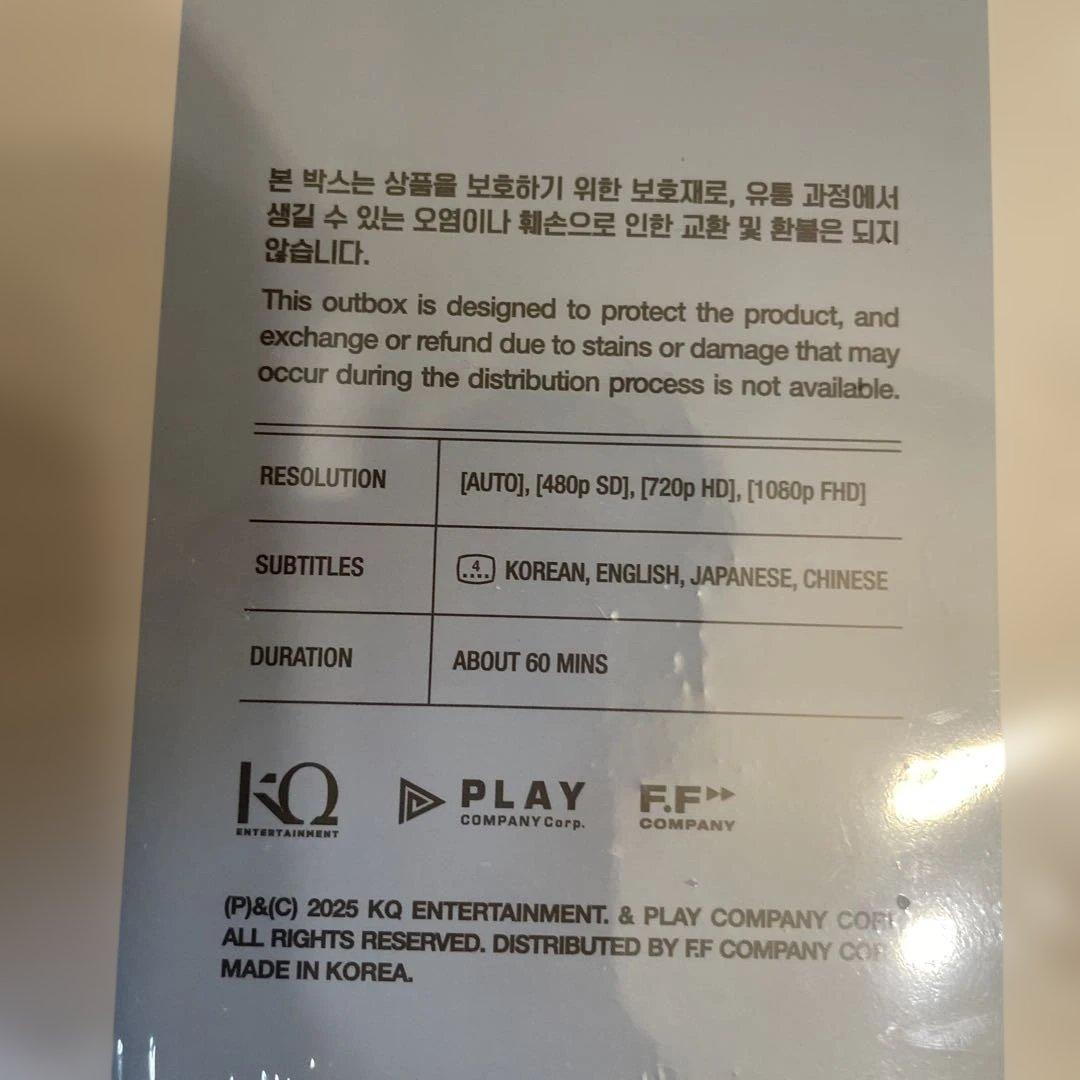 본 박스는 상품을 보호하기 위한 보호재로, 유통 과정에서
생길 수 있는 오염이나 훼손으로 인한 교환 및 환불은 되지
않습니다.
This outbox is designed to protect the product, and
exchange or refund due to stains or damage that may
occur during the distribution process is not available.
RESOLUTION [AUTO], [480p SD], [720p HD], [1080p FHD]
SUBTITLES 4 KOREAN, ENGLISH, JAPANESE, CHINESE
DURATION ABOUT 60 MINS
KQ
ENTERTAINMENT
PLAY
COMPANY Corp.
F.F
COMPANY
(P)&(C) 2025 KQ ENTERTAINMENT. & PLAY COMPANY
ALL RIGHTS RESERVED. DISTRIBUTED BY F.F COMPANY
MADE IN KOREA.